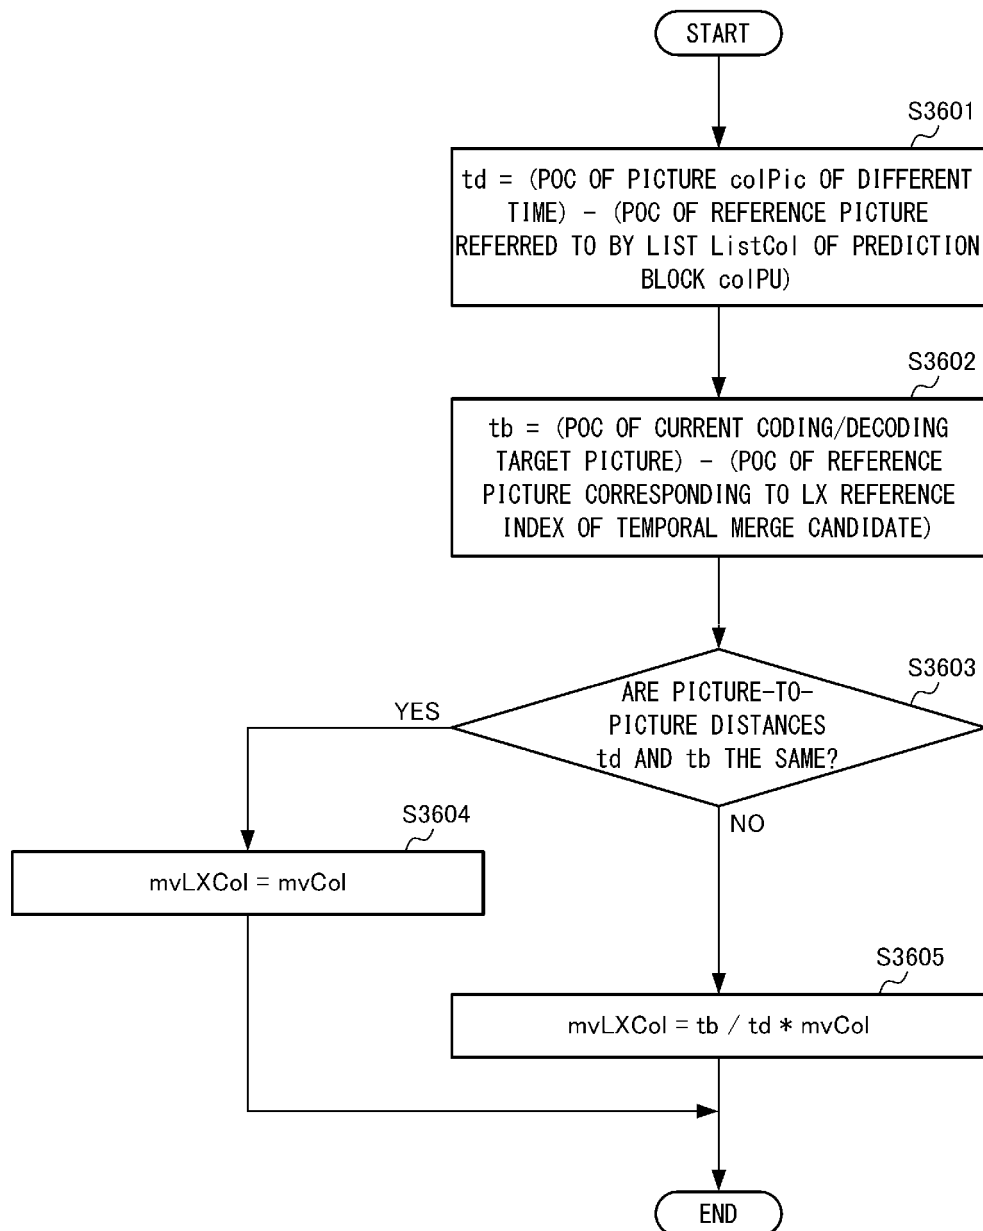 START
S3601
td = (POC OF PICTURE colPic OF DIFFERENT
TIME) - (POC OF REFERENCE PICTURE
REFERRED TO BY LIST ListCol OF PREDICTION
BLOCK colPU)
S3602
tb = (POC OF CURRENT CODING/DECODING
TARGET PICTURE) - (POC OF REFERENCE
PICTURE CORRESPONDING TO LX REFERENCE
INDEX OF TEMPORAL MERGE CANDIDATE)
S3603
ARE PICTURE-TO-
PICTURE DISTANCES
td AND tb THE SAME?
YES
NO
S3604
mvLXCol = mvCol
S3605
mvLXCol = tb / td * mvCol
END